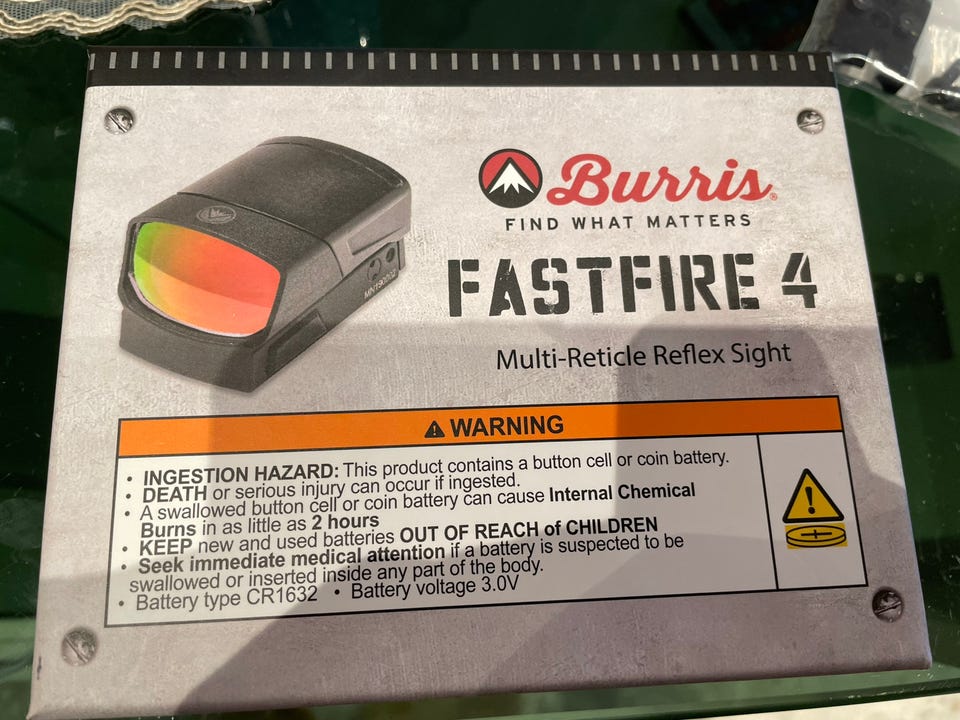 Burris®
FIND WHAT MATTERS
FASTFIRE 4
Multi-Reticle Reflex Sight
WARNING
• INGESTION HAZARD: This product contains a button cell or coin battery.
• DEATH or serious injury can occur if ingested.
• A swallowed button cell or coin battery can cause Internal Chemical
Burns in as little as 2 hours
• KEEP new and used batteries OUT OF REACH of CHILDREN
• Seek immediate medical attention if a battery is suspected to be
swallowed or inserted inside any part of the body.
• Battery type CR1632 • Battery voltage 3.0V